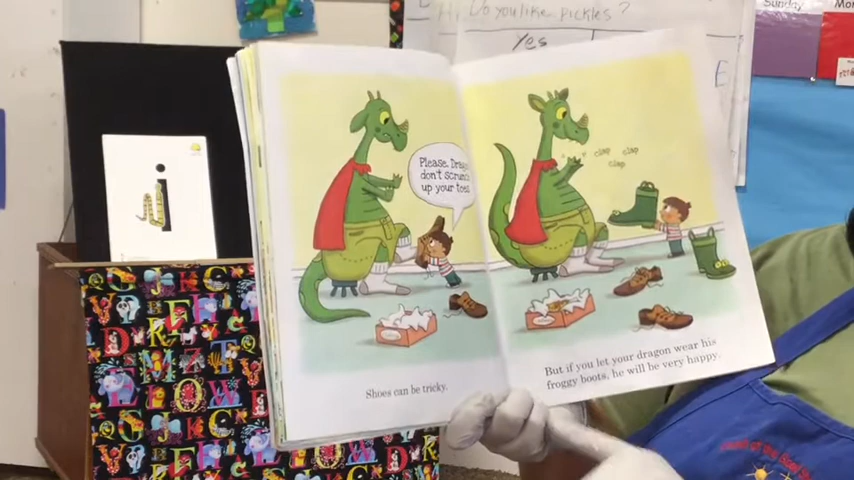 Do you like pickles?
Yes
Sunday
E
j
Please, Dragon,
don't scrunch
up your toes!
clap clap
clap
Shoes can be tricky.
But if you let your dragon wear his
froggy boots, he will be very happy.